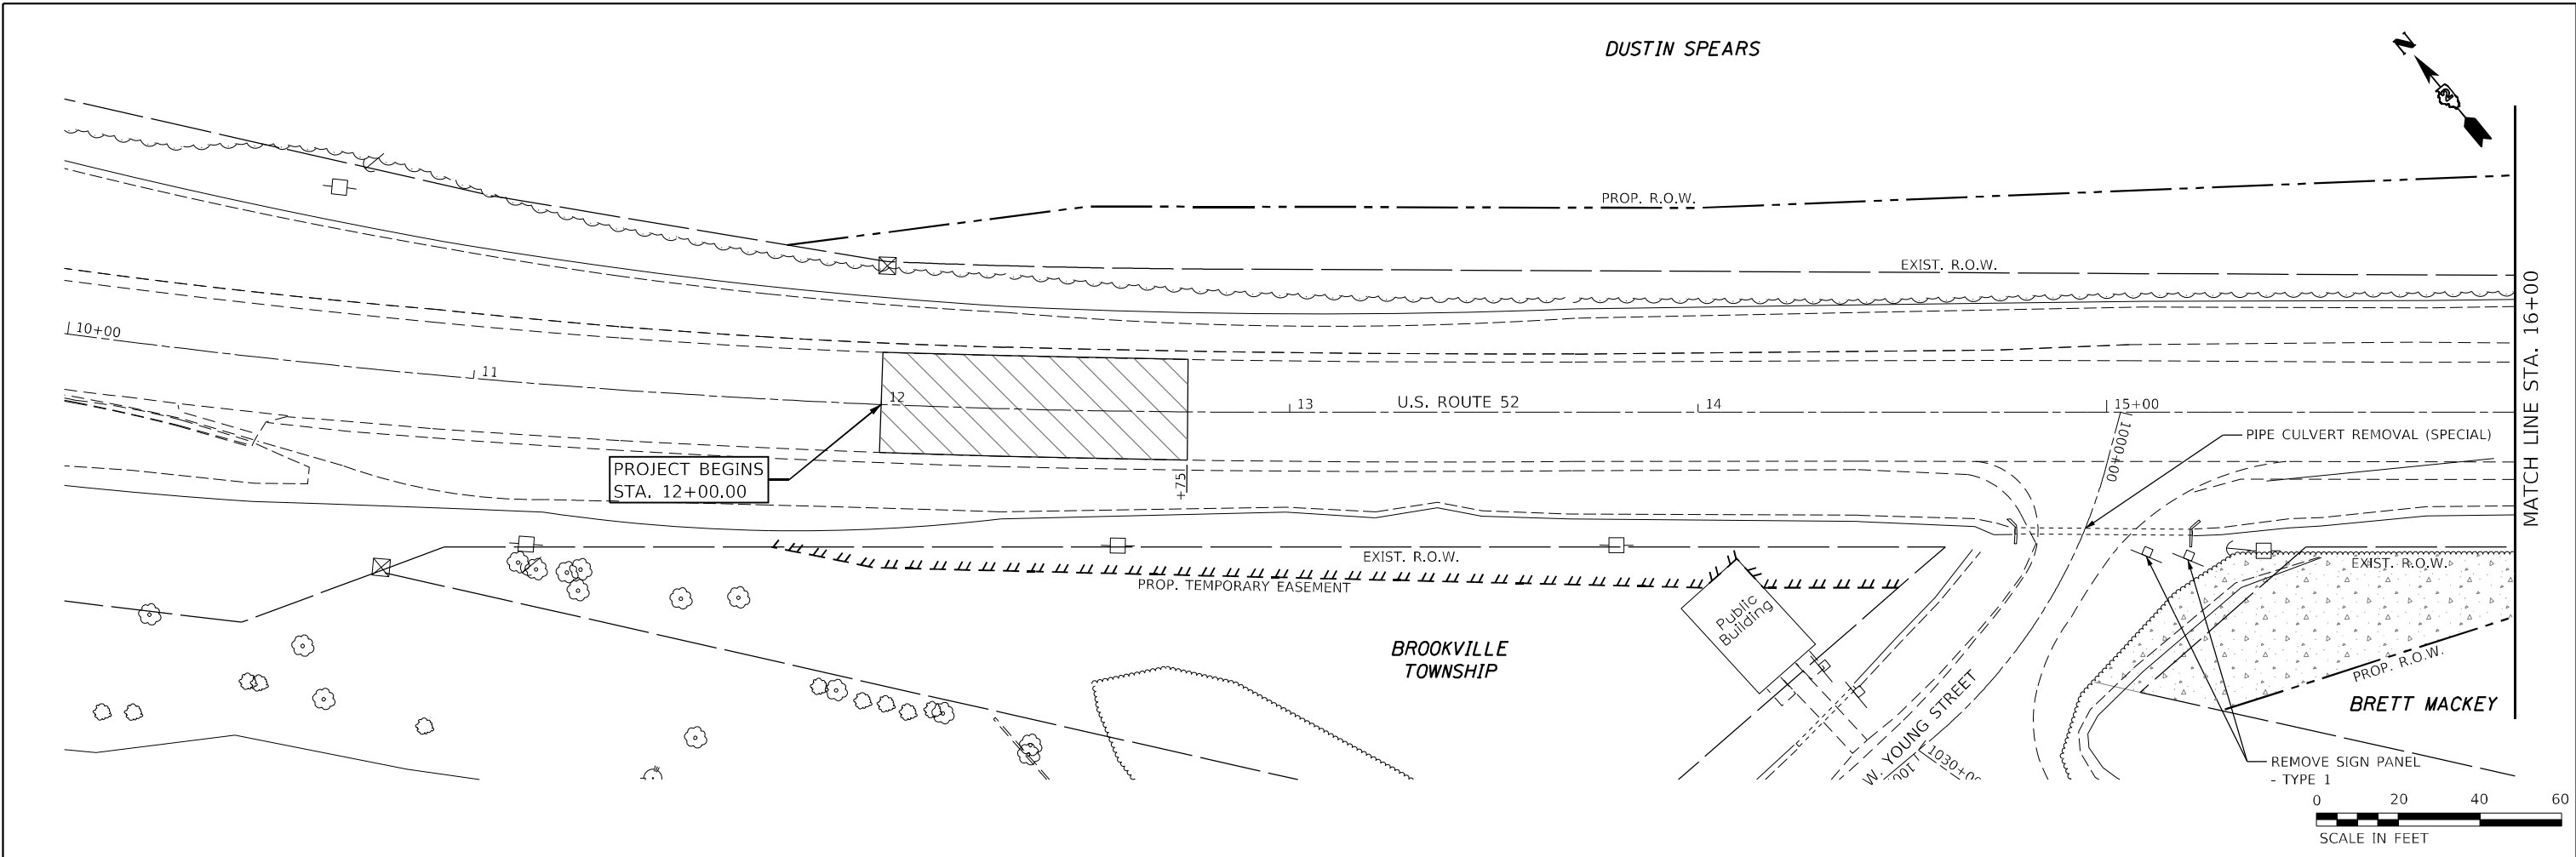 DUSTIN SPEARS
N
2
PROP. R.O.W.
EXIST. R.O.W.
MATCH LINE STA. 16+00
10+00
11
12
13
U.S. ROUTE 52
14
15+00
1000+00
PIPE CULVERT REMOVAL (SPECIAL)
PROJECT BEGINS
STA. 12+00.00
+75
EXIST. R.O.W.
PROP. TEMPORARY EASEMENT
EXIST. R.O.W.
Public
Building
BROOKVILLE
TOWNSHIP
W. YOUNG STREET
PROP. R.O.W.
BRETT MACKEY
REMOVE SIGN PANEL
- TYPE 1
0 20 40 60
SCALE IN FEET